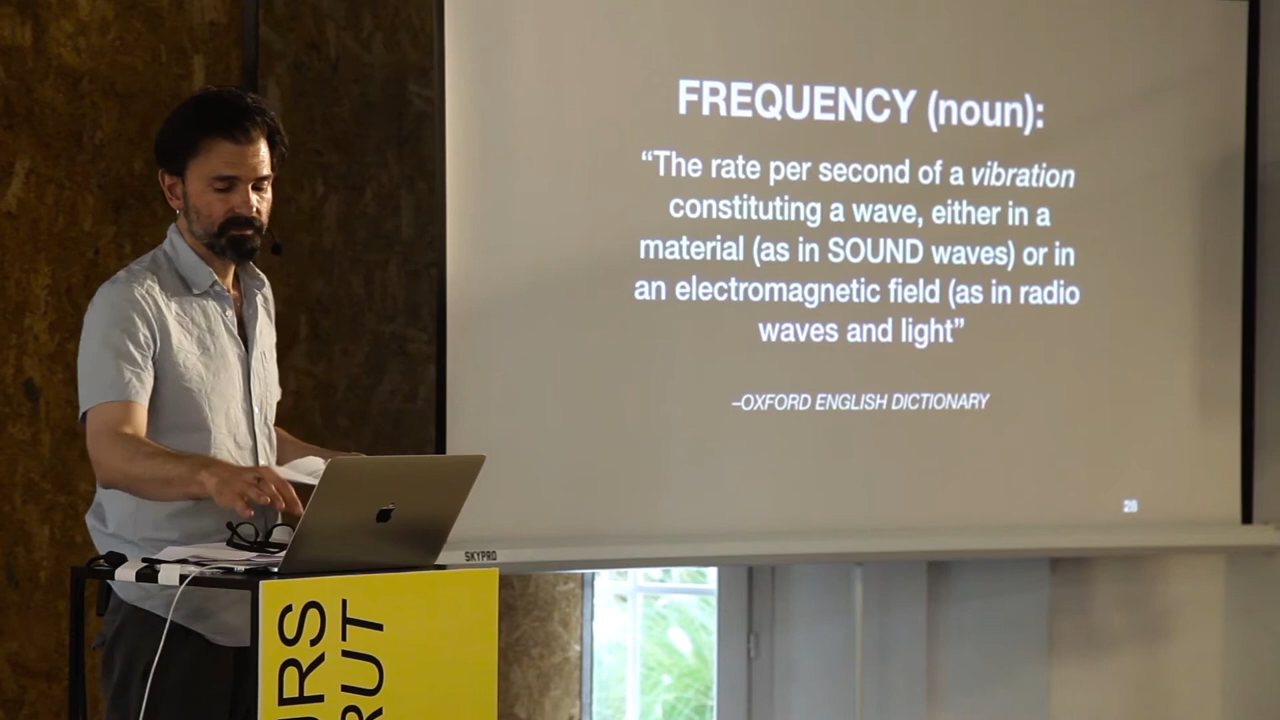 FREQUENCY (noun):
“The rate per second of a vibration
constituting a wave, either in a
material (as in SOUND waves) or in
an electromagnetic field (as in radio
waves and light”
–OXFORD ENGLISH DICTIONARY
28
SKYPRO
URS
RUT